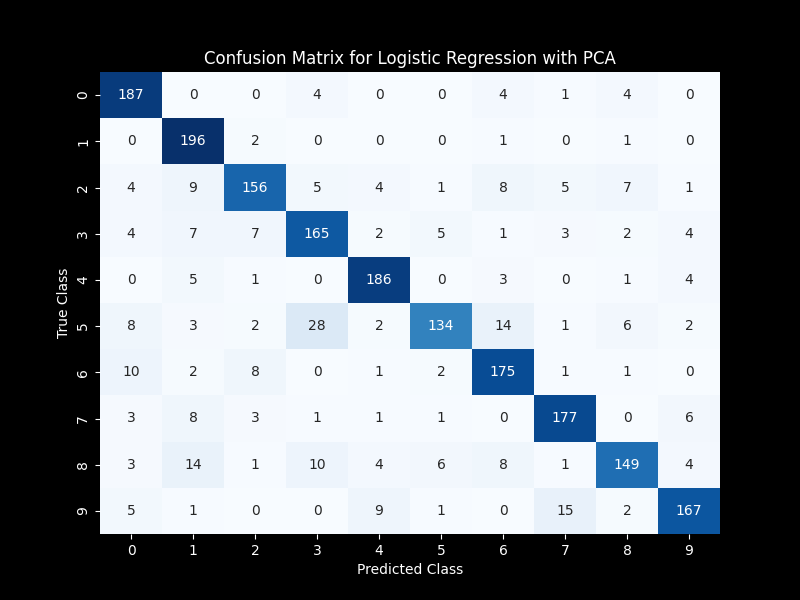 Confusion Matrix for Logistic Regression with PCA
True Class
0 187 0 0 4 0 0 4 1 4 0
1 0 196 2 0 0 0 1 0 1 0
2 4 9 156 5 4 1 8 5 7 1
3 4 7 7 165 2 5 1 3 2 4
4 0 5 1 0 186 0 3 0 1 4
5 8 3 2 28 2 134 14 1 6 2
6 10 2 8 0 1 2 175 1 1 0
7 3 8 3 1 1 1 0 177 0 6
8 3 14 1 10 4 6 8 1 149 4
9 5 1 0 0 9 1 0 15 2 167
0 1 2 3 4 5 6 7 8 9
Predicted Class